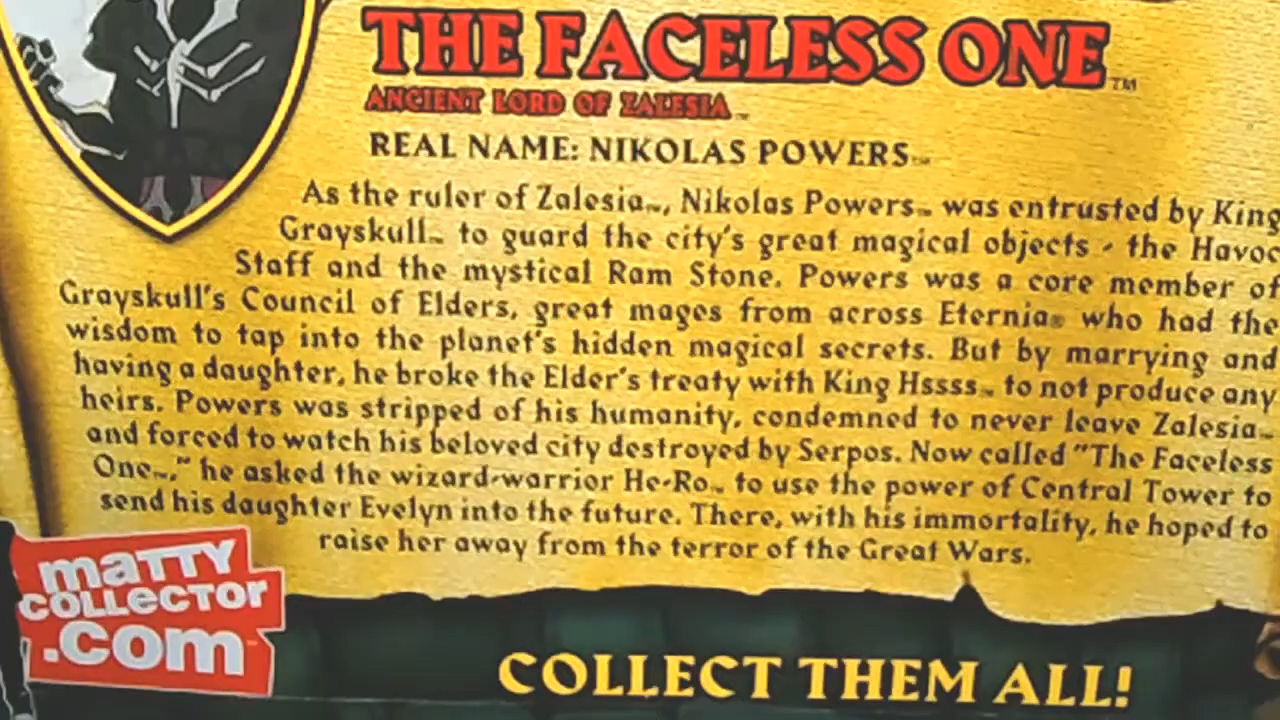 THE FACELESS ONE™
ANCIENT LORD OF ZALESIA™
REAL NAME: NIKOLAS POWERS™
As the ruler of Zalesia™, Nikolas Powers™ was entrusted by King
Grayskull™ to guard the city's great magical objects - the Havoc
Staff and the mystical Ram Stone. Powers was a core member of
Grayskull's Council of Elders, great mages from across Eternia® who had the
wisdom to tap into the planet's hidden magical secrets. But by marrying and
having a daughter, he broke the Elder's treaty with King Hssss™ to not produce any
heirs. Powers was stripped of his humanity, condemned to never leave Zalesia™
and forced to watch his beloved city destroyed by Serpos. Now called "The Faceless
One™," he asked the wizard-warrior He-Ro™ to use the power of Central Tower to
send his daughter Evelyn into the future. There, with his immortality, he hoped to
raise her away from the terror of the Great Wars.
maTTY
COLLecTor
.com™
COLLECT THEM ALL!